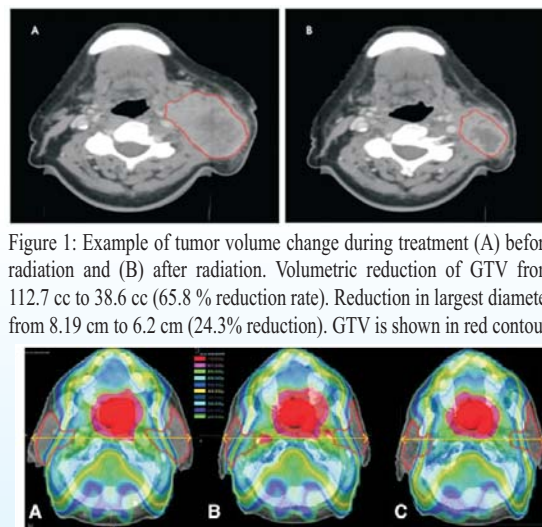 A
B
Figure 1: Example of tumor volume change during treatment (A) befor
radiation and (B) after radiation. Volumetric reduction of GTV from
112.7 cc to 38.6 cc (65.8 % reduction rate). Reduction in largest diamete
from 8.19 cm to 6.2 cm (24.3% reduction). GTV is shown in red contou
A
B
C